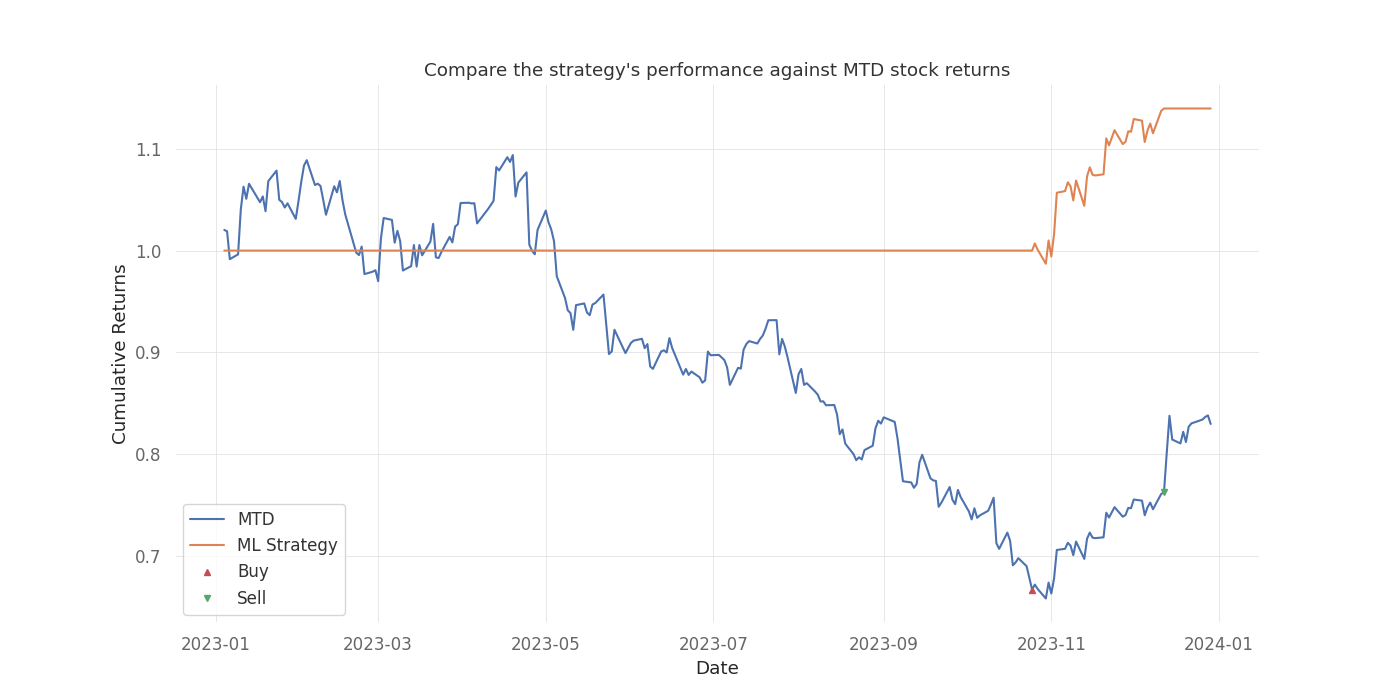 Compare the strategy's performance against MTD stock returns
Cumulative Returns
1.1
1.0
0.9
0.8
0.7
MTD
ML Strategy
Buy
Sell
2023-01 2023-03 2023-05 2023-07 2023-09 2023-11 2024-01
Date